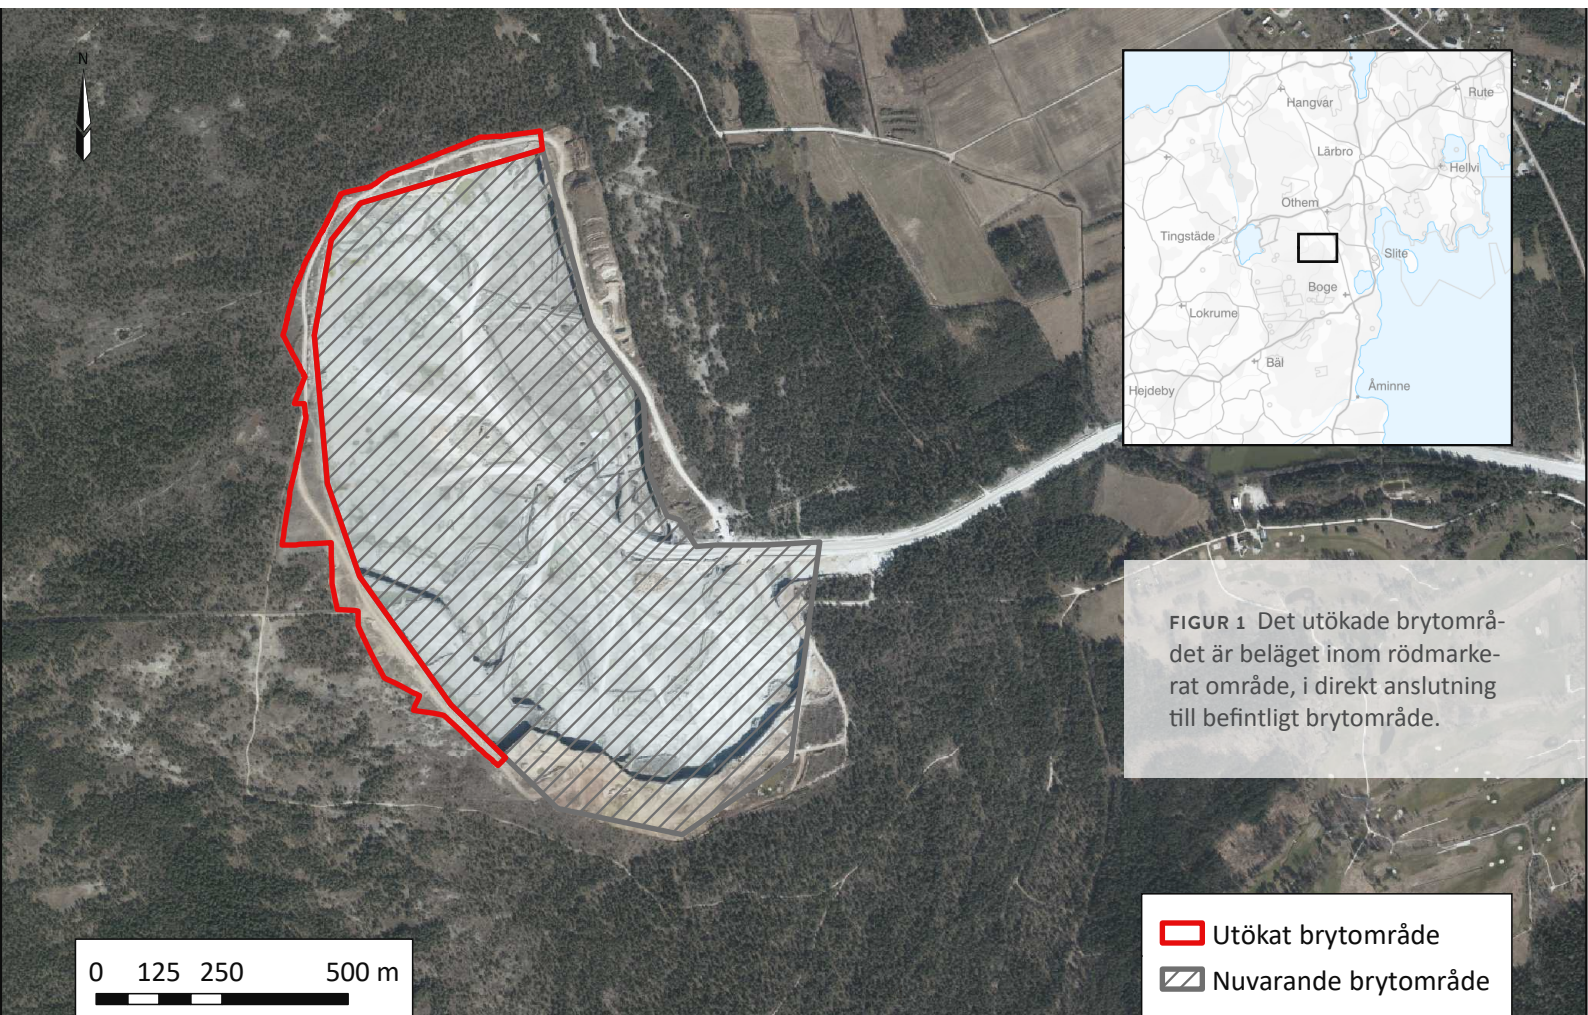 N
Hangvar
Rute
Lärbro
Hellvi
Othem
Tingstäde
Slite
Boge
Lokrume
Bäl
Hejdeby
Åminne
FIGUR 1 Det utökade brytområ-
det är beläget inom rödmarke-
rat område, i direkt anslutning
till befintligt brytområde.
Utökat brytområde
Nuvarande brytområde
0 125 250 500 m